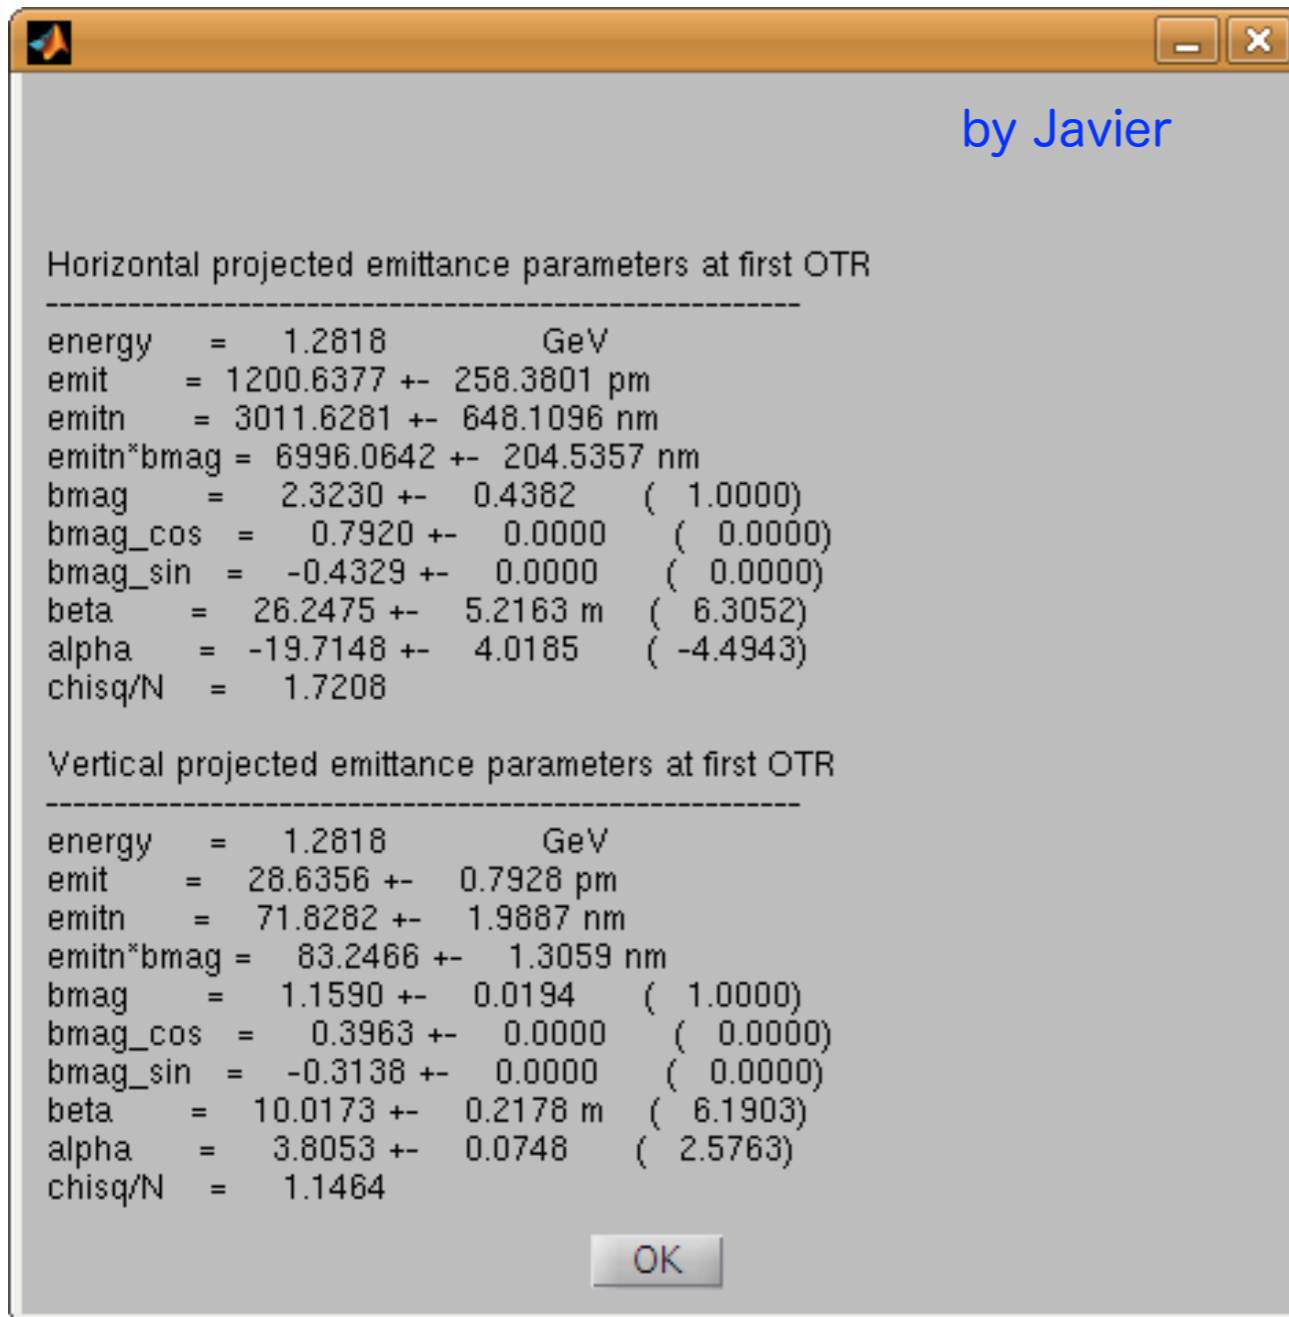 by Javier
Horizontal projected emittance parameters at first OTR
-------------------------------------------------------
energy = 1.2818 GeV
emit = 1200.6377 +- 258.3801 pm
emitn = 3011.6281 +- 648.1096 nm
emitn*bmag = 6996.0642 +- 204.5357 nm
bmag = 2.3230 +- 0.4382 ( 1.0000)
bmag_cos = 0.7920 +- 0.0000 ( 0.0000)
bmag_sin = -0.4329 +- 0.0000 ( 0.0000)
beta = 26.2475 +- 5.2163 m ( 6.3052)
alpha = -19.7148 +- 4.0185 ( -4.4943)
chisq/N = 1.7208
Vertical projected emittance parameters at first OTR
-------------------------------------------------------
energy = 1.2818 GeV
emit = 28.6356 +- 0.7928 pm
emitn = 71.8282 +- 1.9887 nm
emitn*bmag = 83.2466 +- 1.3059 nm
bmag = 1.1590 +- 0.0194 ( 1.0000)
bmag_cos = 0.3963 +- 0.0000 ( 0.0000)
bmag_sin = -0.3138 +- 0.0000 ( 0.0000)
beta = 10.0173 +- 0.2178 m ( 6.1903)
alpha = 3.8053 +- 0.0748 ( 2.5763)
chisq/N = 1.1464
OK